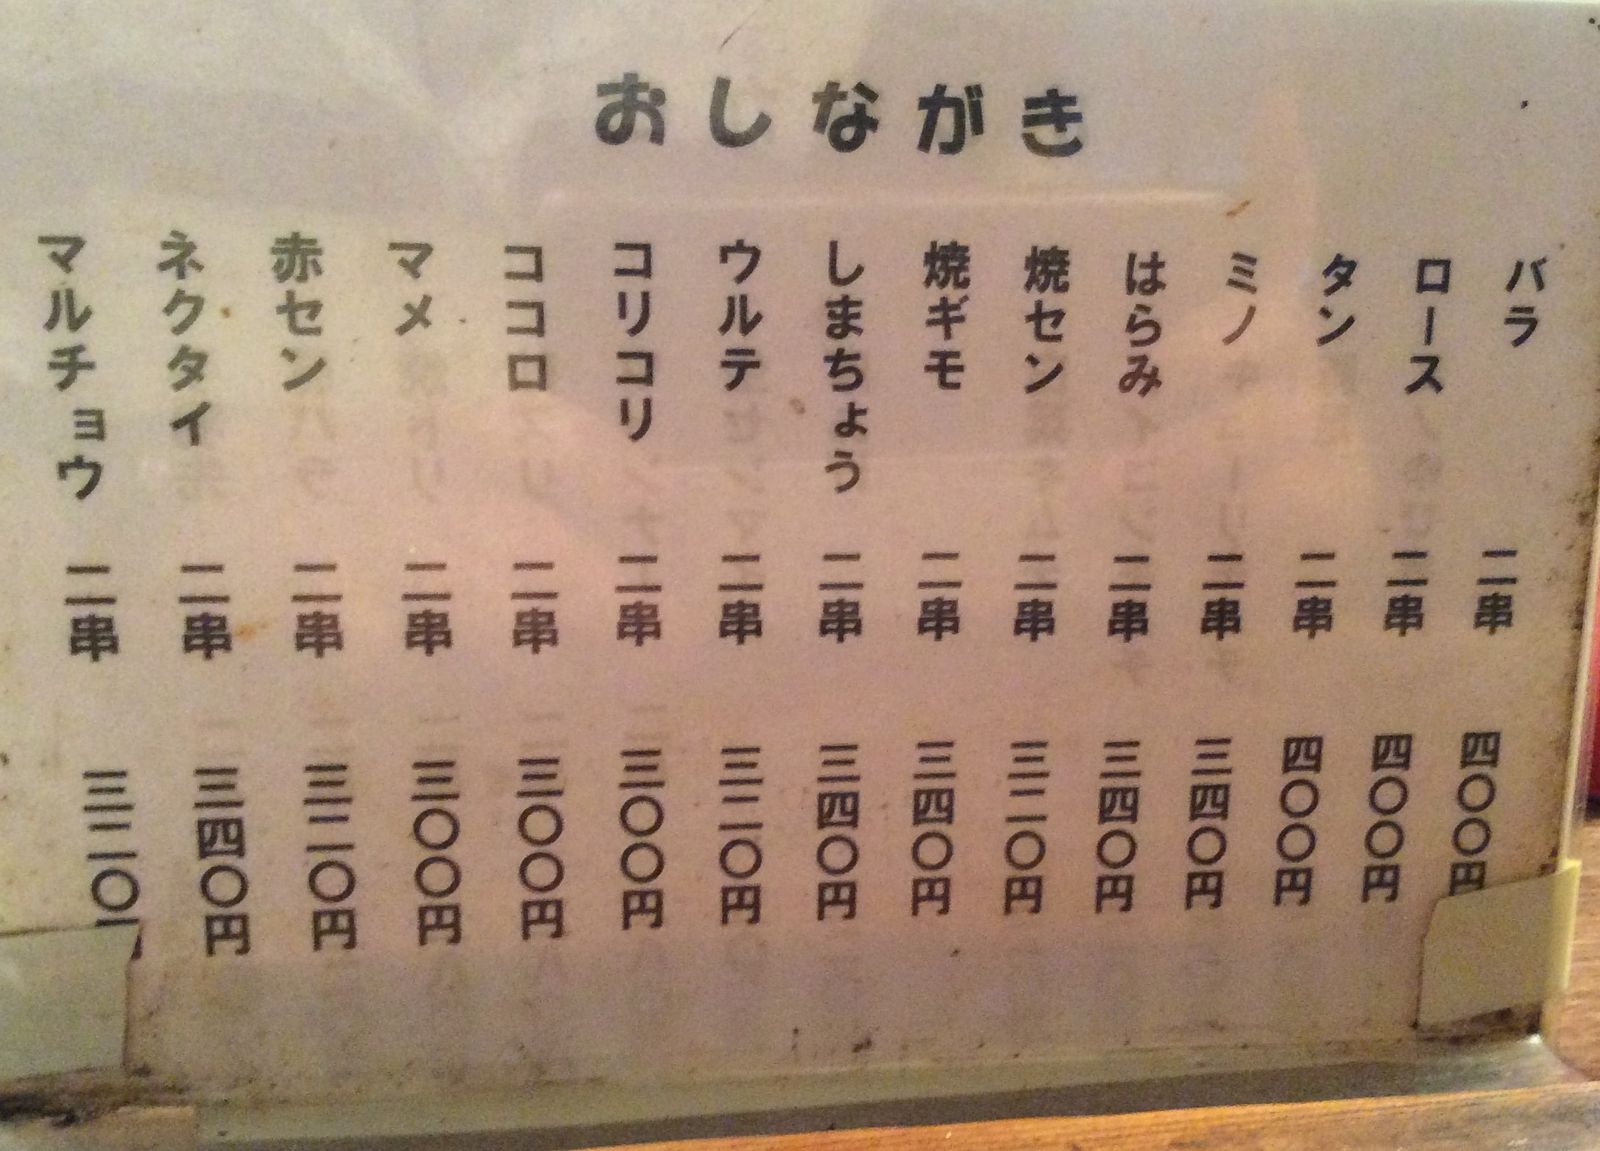 おしながき
バラ 二串 四〇〇円
ロース 二串 四〇〇円
タン 二串 四〇〇円
ミノ 二串 三四〇円
はらみ 二串 三四〇円
焼セン 二串 三二〇円
焼ギモ 二串 三四〇円
しまちょう 二串 三四〇円
ウルテ 二串 三二〇円
コリコリ 二串 三〇〇円
ココロ 二串 三〇〇円
マメ 二串 三〇〇円
赤セン 二串 三二〇円
ネクタイ 二串 三四〇円
マルチョウ 二串 三二〇円